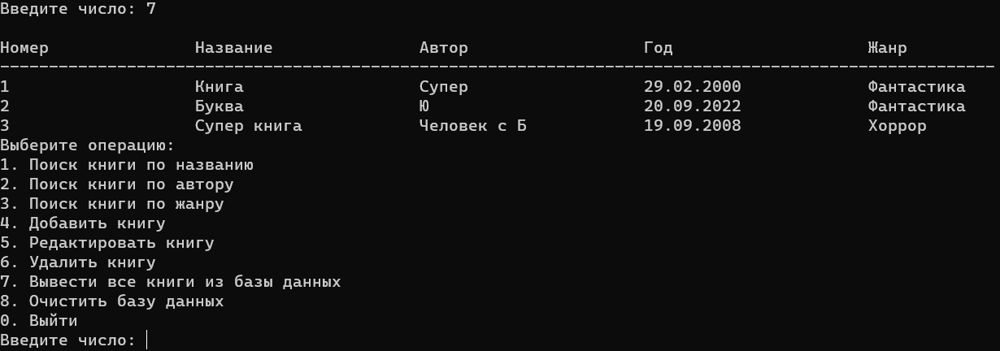 Введите число: 7
Номер Название Автор Год Жанр
------------------------------------------------------------------------------------------------------
1 Книга Супер 29.02.2000 Фантастика
2 Буква Ю 20.09.2022 Фантастика
3 Супер книга Человек с Б 19.09.2008 Хоррор
Выберите операцию:
1. Поиск книги по названию
2. Поиск книги по автору
3. Поиск книги по жанру
4. Добавить книгу
5. Редактировать книгу
6. Удалить книгу
7. Вывести все книги из базы данных
8. Очистить базу данных
0. Выйти
Введите число: